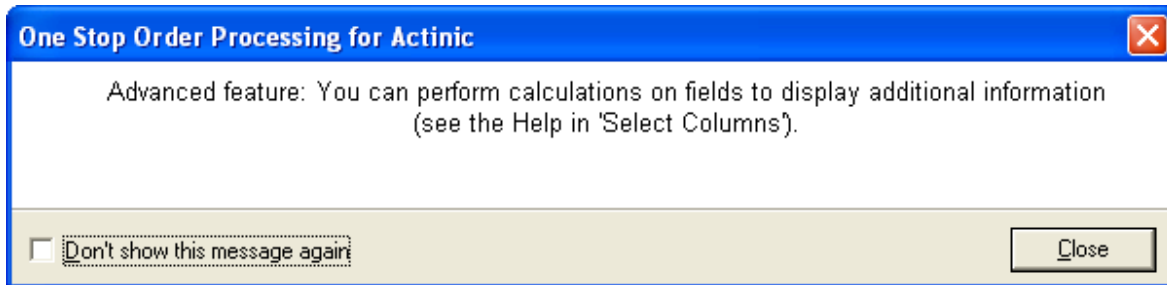 One Stop Order Processing for Actinic
Advanced feature: You can perform calculations on fields to display additional information
(see the Help in 'Select Columns').
Don't show this message again
Close